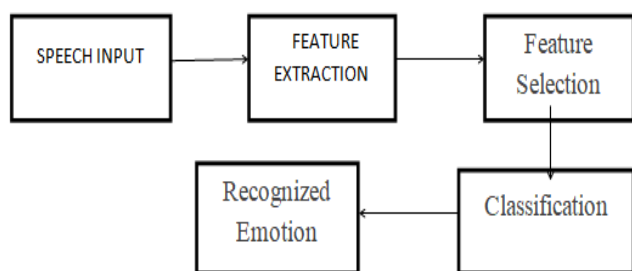 SPEECH INPUT
FEATURE
EXTRACTION
Feature
Selection
Classification
Recognized
Emotion